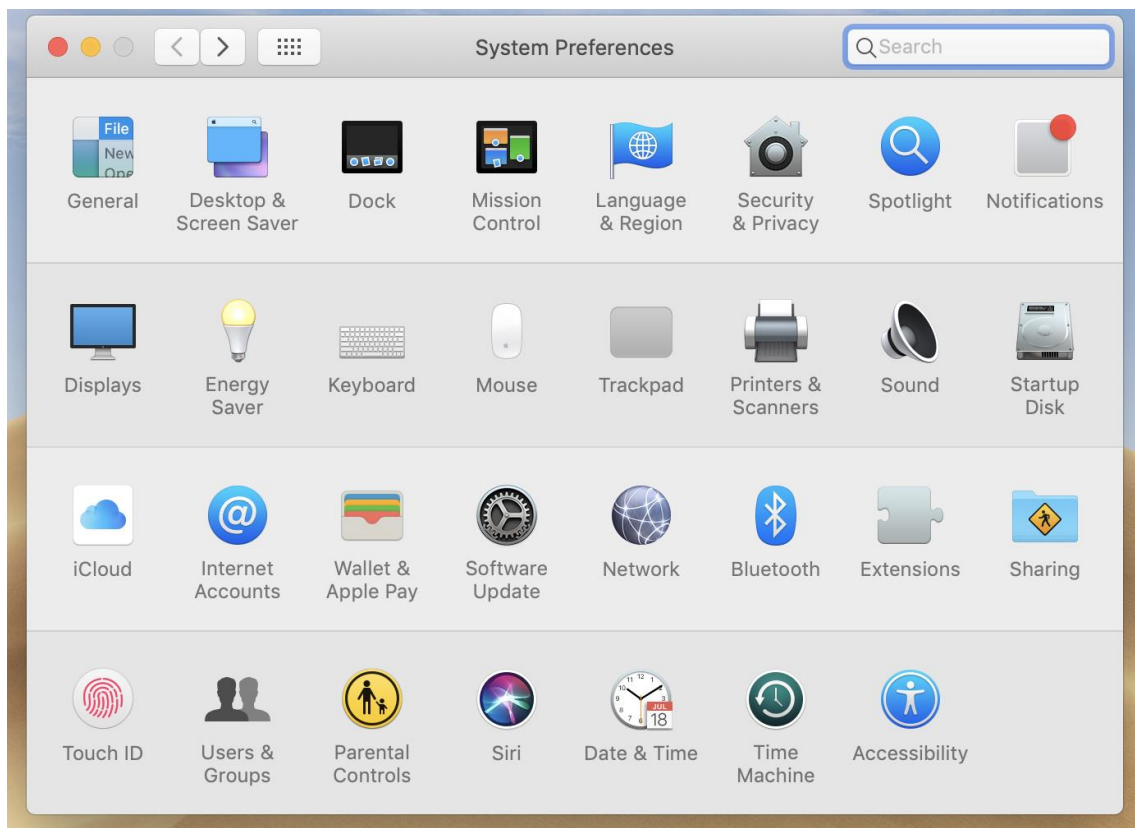 System Preferences
Search
File
New
Ope
General
Desktop &
Screen Saver
Dock
Mission
Control
Language
& Region
Security
& Privacy
Spotlight
Notifications
Displays
Energy
Saver
Keyboard
Mouse
Trackpad
Printers &
Scanners
Sound
Startup
Disk
iCloud
Internet
Accounts
Wallet &
Apple Pay
Software
Update
Network
Bluetooth
Extensions
Sharing
Touch ID
Users &
Groups
Parental
Controls
Siri
JUL
18
Date & Time
Time
Machine
Accessibility